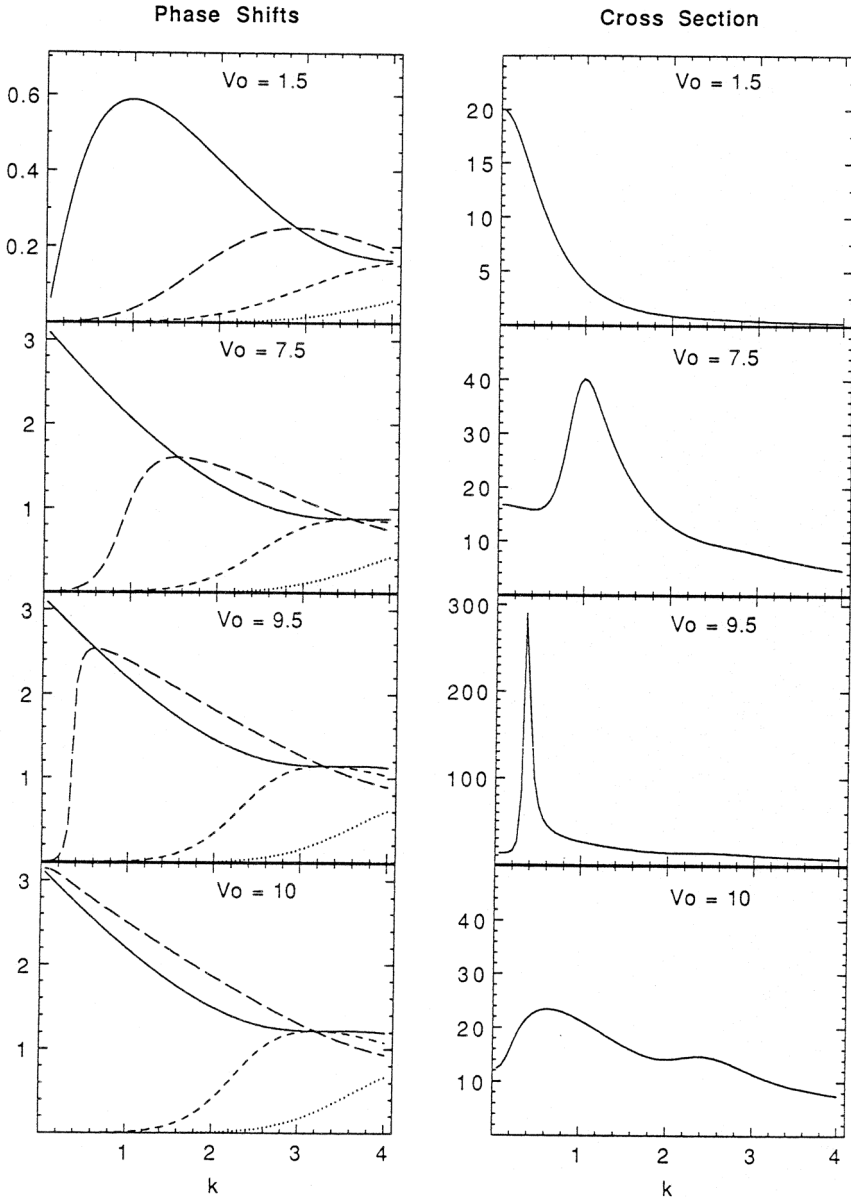 Phase Shifts
Cross Section
Vo = 1.5
0.6
0.4
0.2
Vo = 1.5
20
15
10
5
Vo = 7.5
3
2
1
Vo = 7.5
40
30
20
10
Vo = 9.5
3
2
1
Vo = 9.5
300
200
100
Vo = 10
3
2
1
1 2 3 4
k
Vo = 10
40
30
20
10
1 2 3 4
k